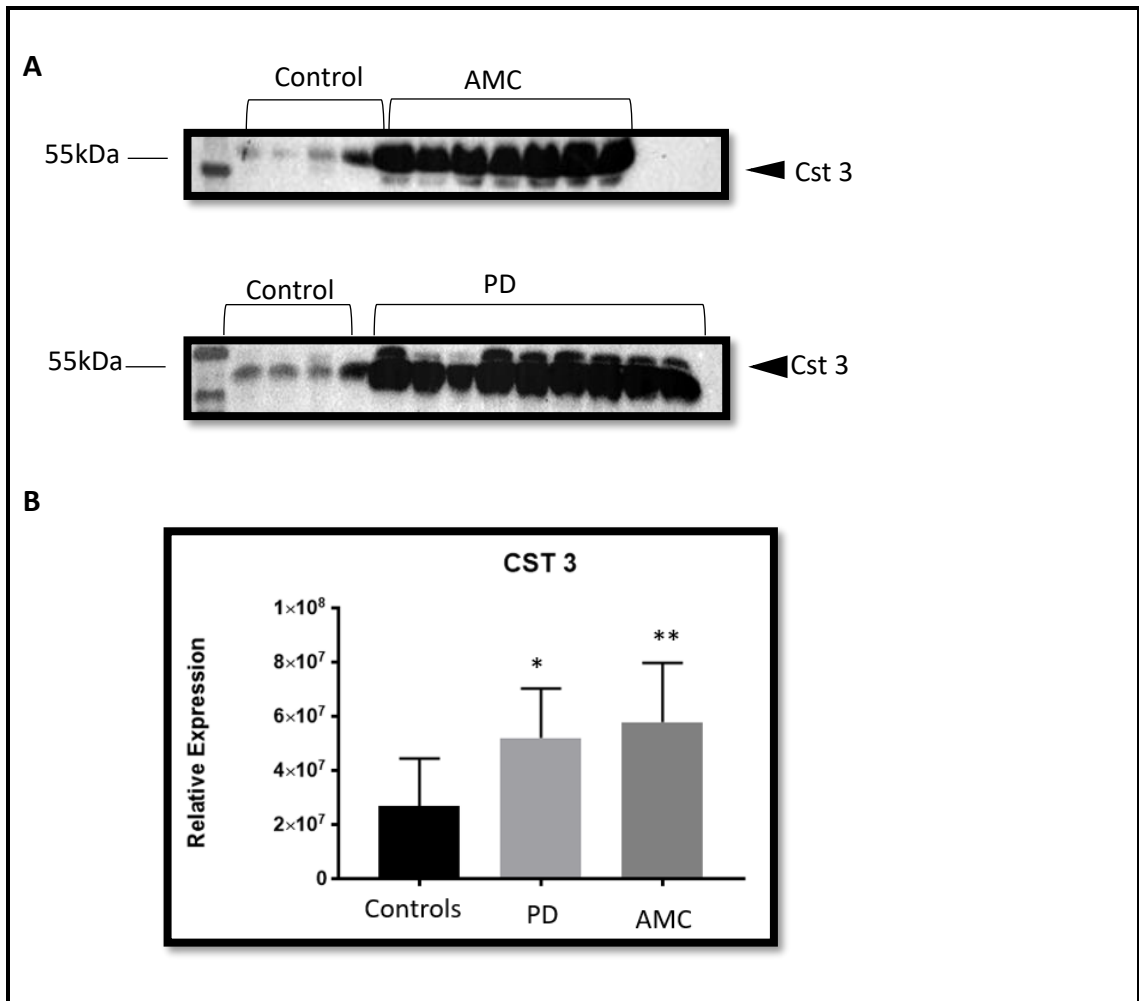 A
Control
AMC
55kDa
Cst 3
Control
PD
55kDa
Cst 3
B
CST 3
Relative Expression
1×10⁸
8×10⁷
6×10⁷
4×10⁷
2×10⁷
0
*
**
Controls
PD
AMC